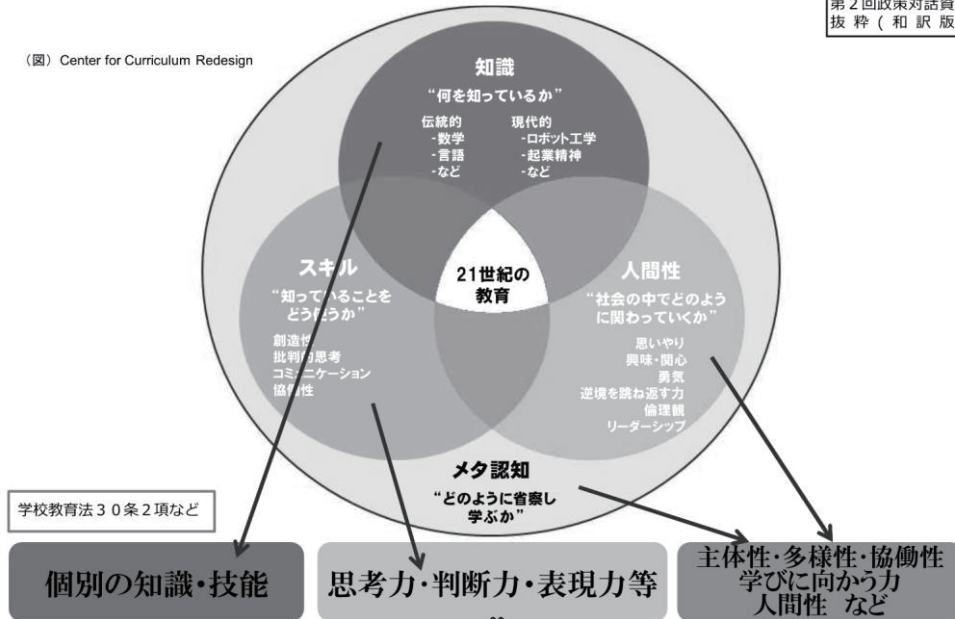 第２回政策対話資
抜 粋 ( 和 訳 版
（図）Center for Curriculum Redesign
知識
“何を知っているか”
伝統的
-数学
-言語
-など
現代的
-ロボット工学
-起業精神
-など
スキル
“知っていることを
どう使うか”
創造性
批判的思考
コミュニケーション
協働性
21世紀の
教育
人間性
“社会の中でどのよう
に関わっていくか”
思いやり
興味・関心
勇気
逆境を跳ね返す力
倫理観
リーダーシップ
メタ認知
“どのように省察し
学ぶか”
学校教育法３０条２項など
個別の知識・技能
思考力・判断力・表現力等
主体性・多様性・協働性
学びに向かう力
人間性 など